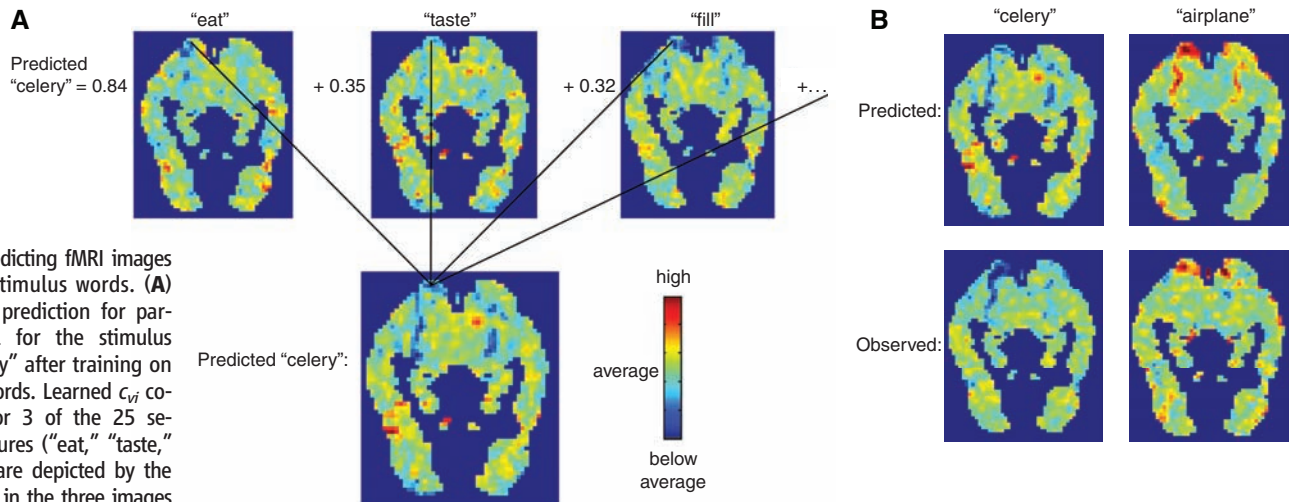 A
"eat"
"taste"
"fill"
Predicted
"celery" = 0.84
+ 0.35
+ 0.32
+...
dicting fMRI images
timulus words. (A)
prediction for par-
for the stimulus
y" after training on
ords. Learned cvi co-
or 3 of the 25 se-
ures ("eat," "taste,"
are depicted by the
in the three images
Predicted "celery":
high
average
below
average
B
"celery"
"airplane"
Predicted:
Observed: